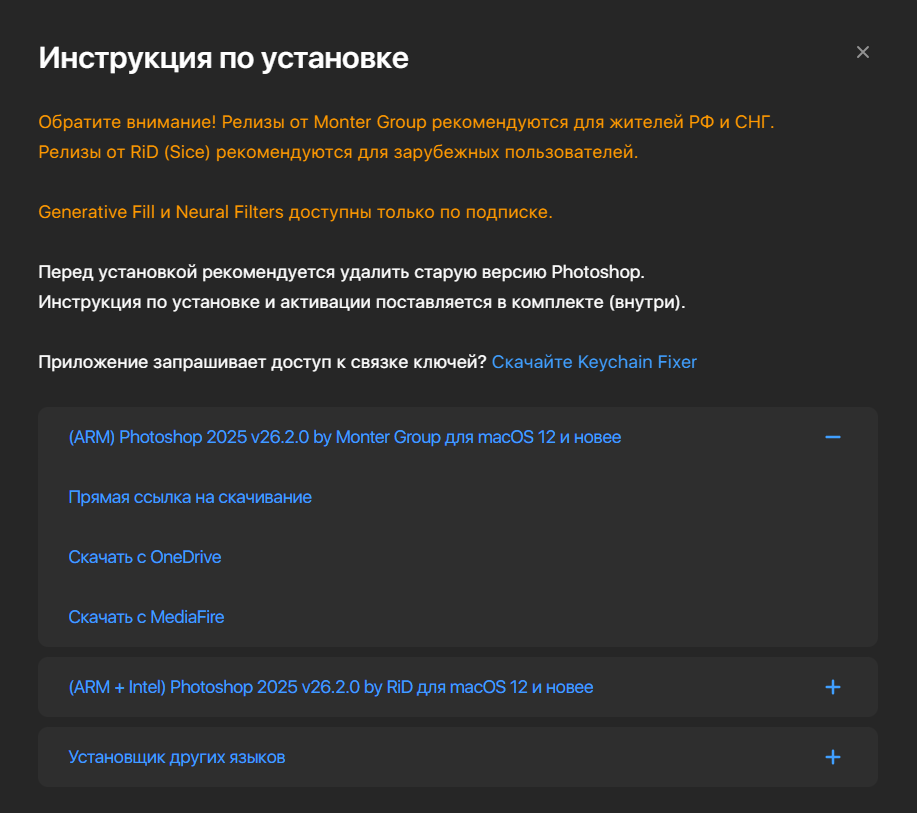 Инструкция по установке
Обратите внимание! Релизы от Monter Group рекомендуются для жителей РФ и СНГ.
Релизы от RiD (Sice) рекомендуются для зарубежных пользователей.
Generative Fill и Neural Filters доступны только по подписке.
Перед установкой рекомендуется удалить старую версию Photoshop.
Инструкция по установке и активации поставляется в комплекте (внутри).
Приложение запрашивает доступ к связке ключей? Скачайте Keychain Fixer
(ARM) Photoshop 2025 v26.2.0 by Monter Group для macOS 12 и новее
Прямая ссылка на скачивание
Скачать с OneDrive
Скачать с MediaFire
(ARM + Intel) Photoshop 2025 v26.2.0 by RiD для macOS 12 и новее
Установщик других языков